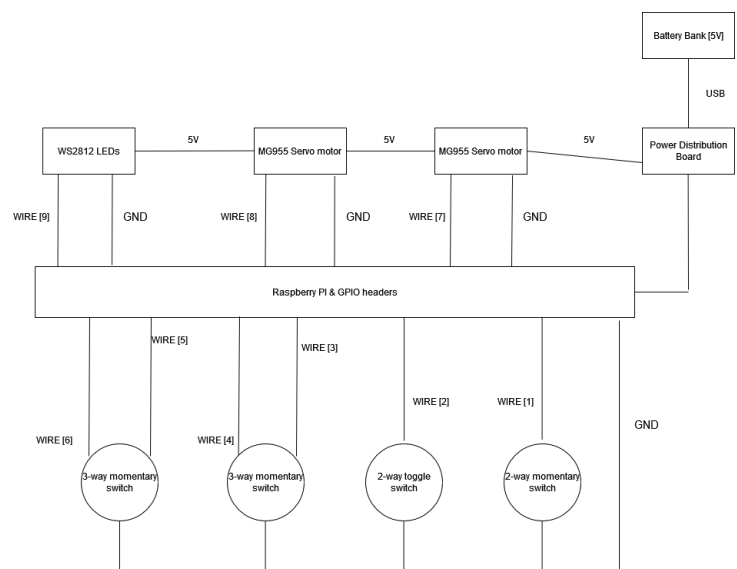 Battery Bank [5V]
USB
5V
5V
5V
WS2812 LEDs
MG955 Servo motor
MG955 Servo motor
Power Distribution
Board
WIRE [9]
GND
WIRE [8]
GND
WIRE [7]
GND
Raspberry PI & GPIO headers
WIRE [5]
WIRE [3]
WIRE [2]
WIRE [1]
GND
WIRE [6]
WIRE [4]
3-way momentary
switch
3-way momentary
switch
2-way toggle
switch
2-way momentary
switch